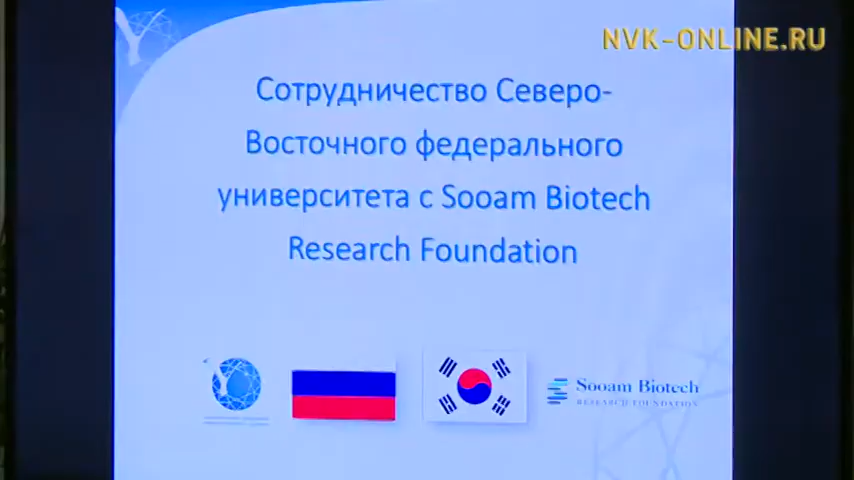 NVK-ONLINE.RU
Сотрудничество Северо-
Восточного федерального
университета с Sooam Biotech
Research Foundation
Sooam Biotech
RESEARCH FOUNDATION